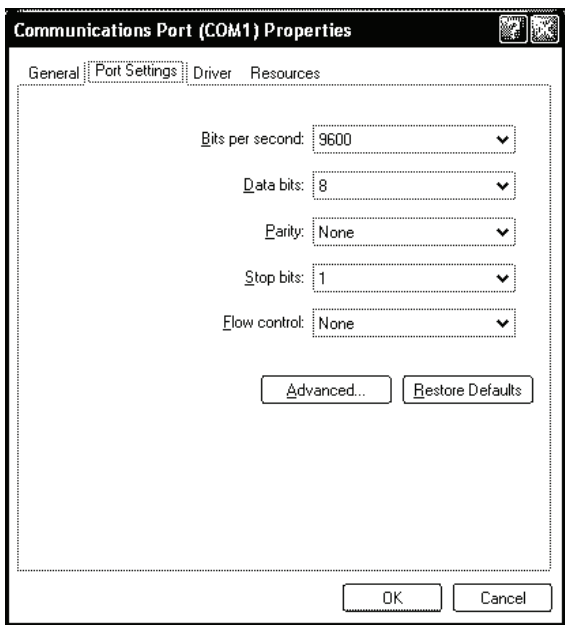 Communications Port (COM1) Properties
General Port Settings Driver Resources
Bits per second: 9600
Data bits: 8
Parity: None
Stop bits: 1
Flow control: None
Advanced... Restore Defaults
OK Cancel